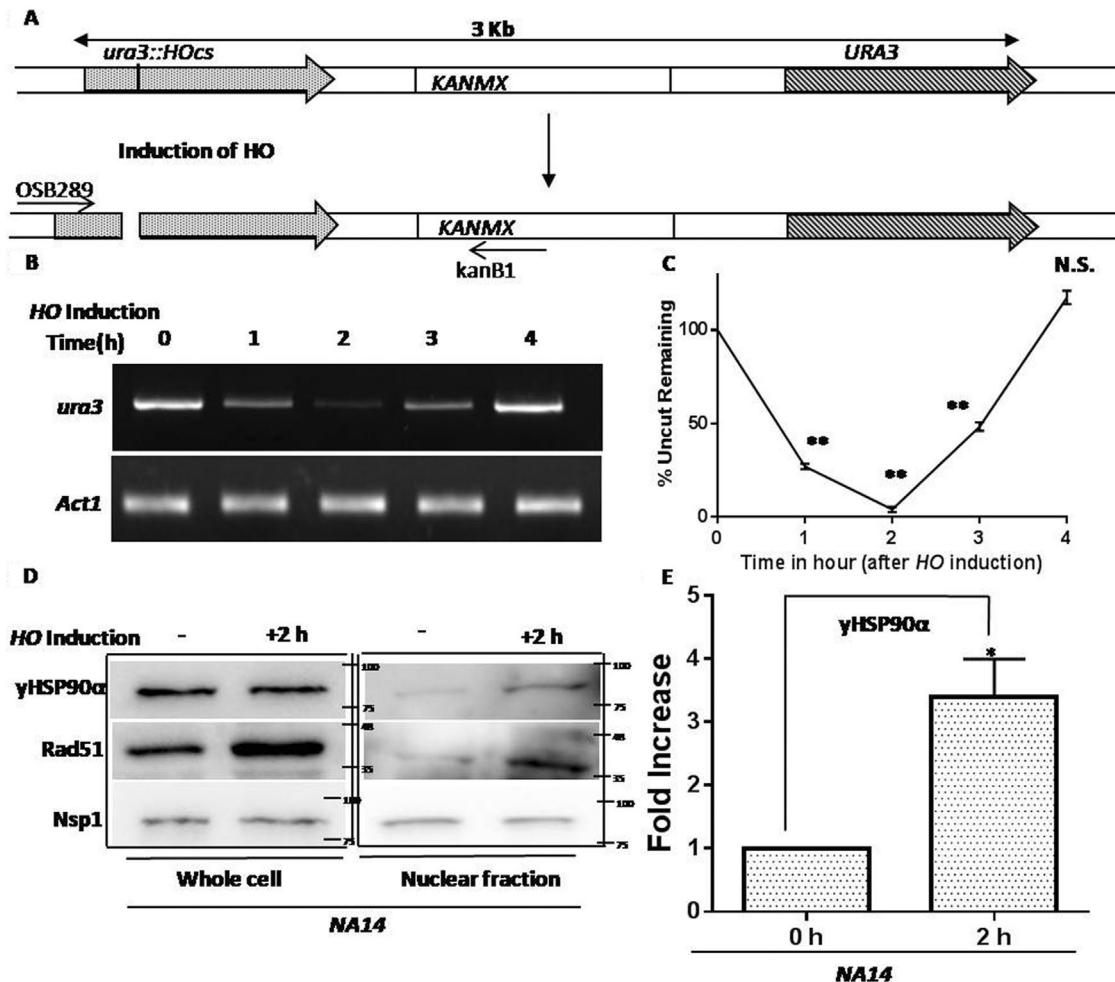 A
3 Kb
ura3::HOcs
URA3
KANMX
Induction of HO
OSB289
KANMX
kanB1
B
HO Induction
Time(h) 0 1 2 3 4
ura3
Act1
C
N.S.
% Uncut Remaining
100
50
0
**
**
**
0 1 2 3 4
Time in hour (after HO induction)
D
HO Induction - +2 h - +2 h
yHSP90α
100
75
100
75
Rad51
48
35
48
35
Nsp1
100
75
100
75
Whole cell Nuclear fraction
NA14
E
Fold Increase
5
4
3
2
1
0
yHSP90α
*
0 h 2 h
NA14